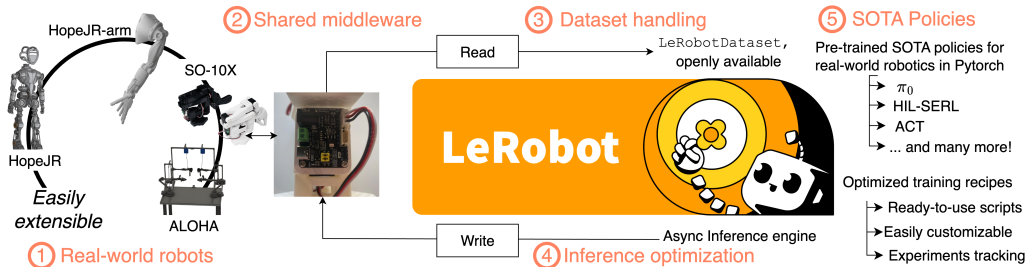 HopeJR-arm
SO-10X
HopeJR
Easily
extensible
ALOHA
1 Real-world robots
2 Shared middleware
Read
Write
3 Dataset handling
LeRobotDataset,
openly available
LeRobot
Async Inference engine
4 Inference optimization
5 SOTA Policies
Pre-trained SOTA policies for
real-world robotics in Pytorch
π0
HIL-SERL
ACT
... and many more!
Optimized training recipes
Ready-to-use scripts
Easily customizable
Experiments tracking